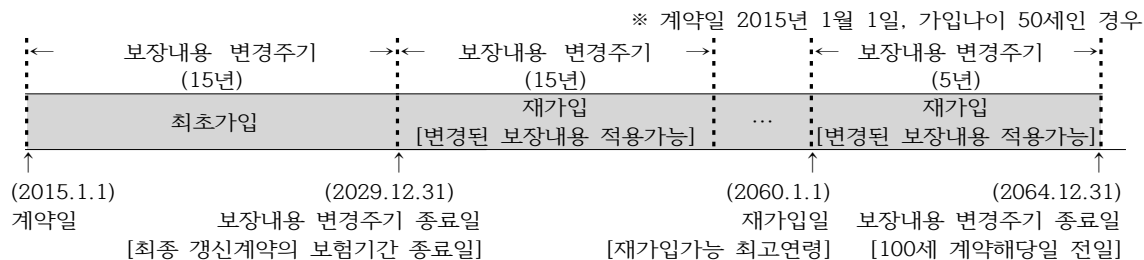 ※ 계약일 2015년 1월 1일, 가입나이 50세인 경우
← 보장내용 변경주기 → ← 보장내용 변경주기 → ← 보장내용 변경주기 →
(15년) (15년) (5년)
최초가입 재가입 … 재가입
[변경된 보장내용 적용가능] [변경된 보장내용 적용가능]
↑ ↑ ↑ ↑
(2015.1.1) (2029.12.31) (2060.1.1) (2064.12.31)
계약일 보장내용 변경주기 종료일 재가입일 보장내용 변경주기 종료일
[최종 갱신계약의 보험기간 종료일] [재가입가능 최고연령] [100세 계약해당일 전일]